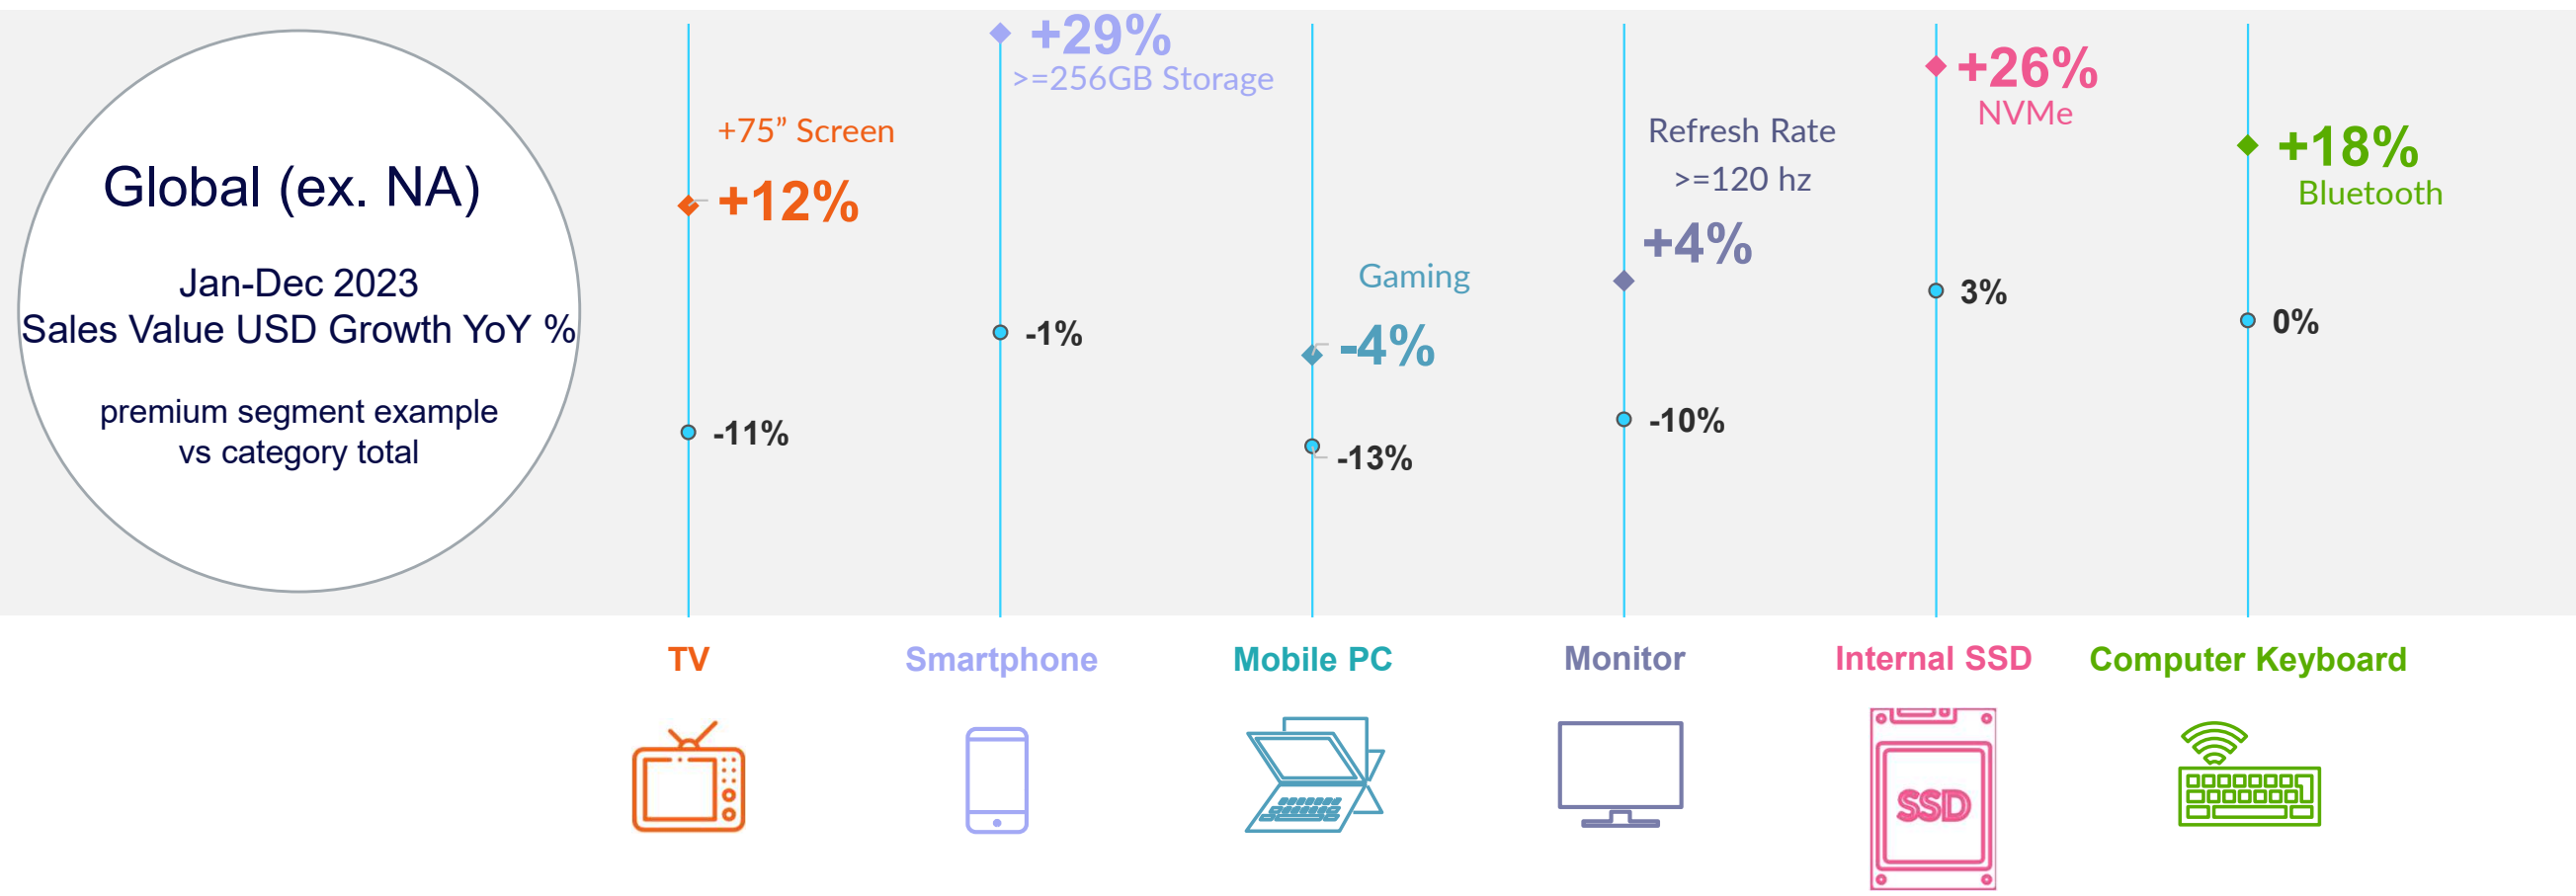 Global (ex. NA)
Jan-Dec 2023
Sales Value USD Growth YoY %
premium segment example
vs category total
+75” Screen
+12%
-11%
+29%
>=256GB Storage
-1%
Gaming
-4%
-13%
Refresh Rate
>=120 hz
+4%
-10%
+26%
NVMe
3%
+18%
Bluetooth
0%
TV
Smartphone
Mobile PC
Monitor
Internal SSD
Computer Keyboard
SSD